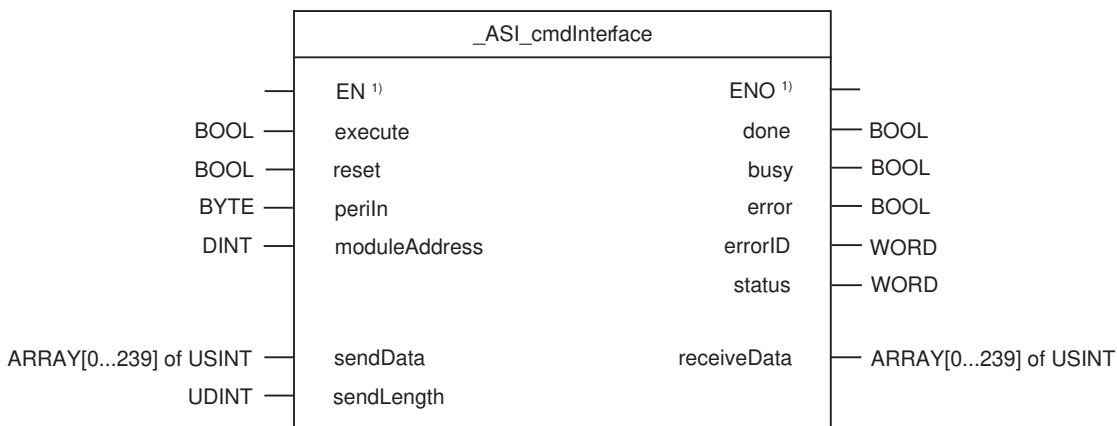 _ASI_cmdInterface
EN 1) ENO 1)
BOOL execute done BOOL
BOOL reset busy BOOL
BYTE periIn error BOOL
DINT moduleAddress errorID WORD
status WORD
ARRAY[0...239] of USINT sendData receiveData ARRAY[0...239] of USINT
UDINT sendLength